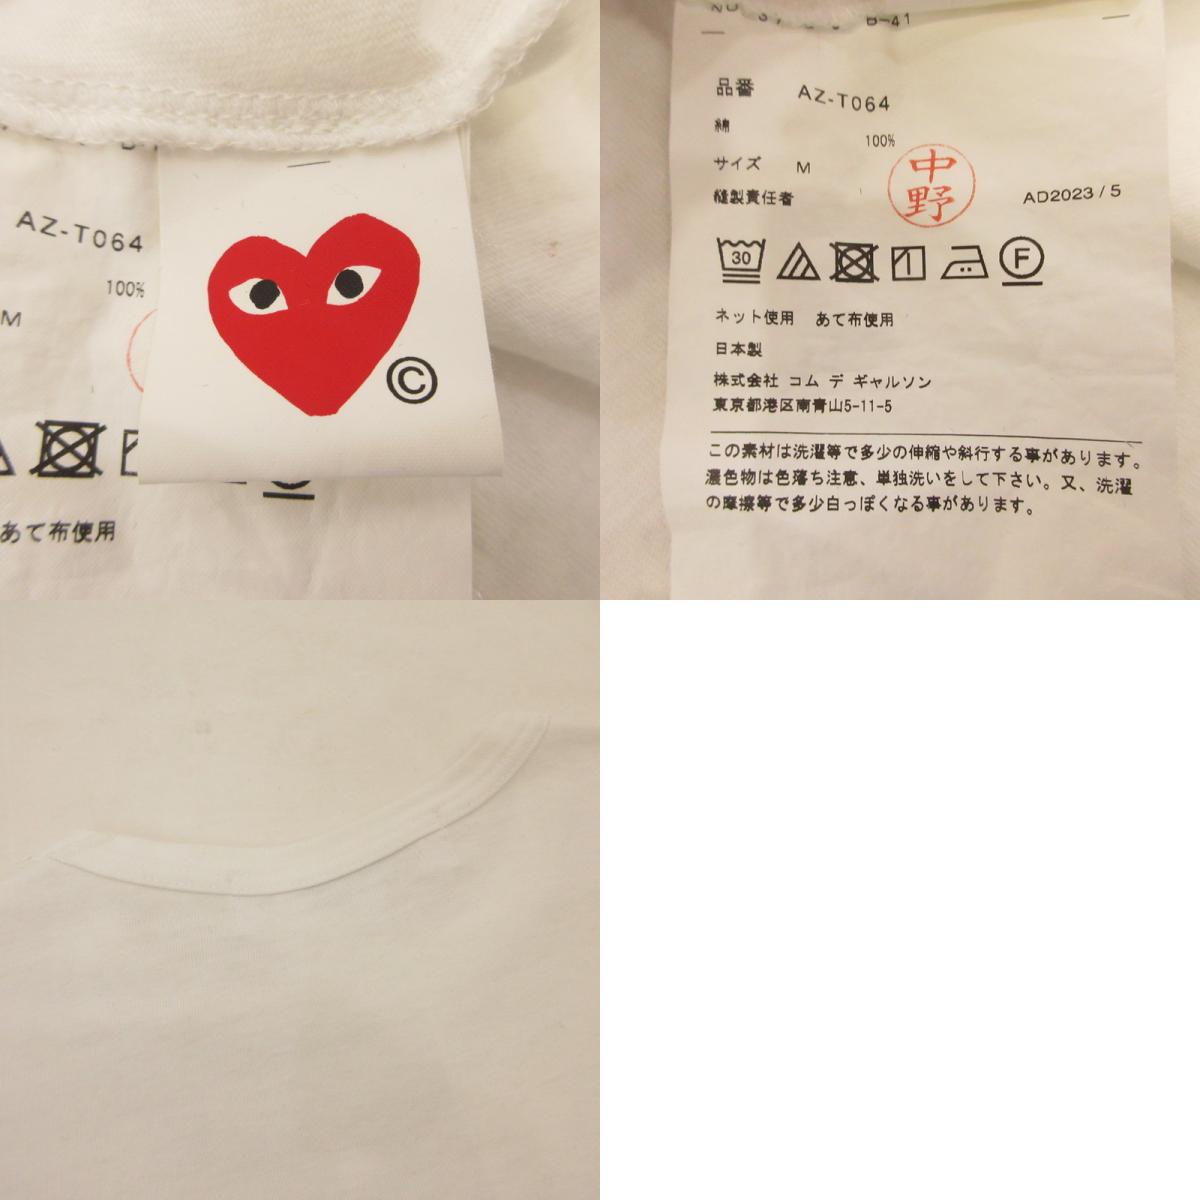 AZ-T064
100%
M
©
あて布使用
B-41
品番 AZ-T064
綿
100%
サイズ M
中野
縫製責任者 AD2023 / 5
30
F
ネット使用 あて布使用
日本製
株式会社 コム デ ギャルソン
東京都港区南青山5-11-5
この素材は洗濯等で多少の伸縮や斜行する事があります。
濃色物は色落ち注意、単独洗いをして下さい。又、洗濯
の摩擦等で多少白っぽくなる事があります。